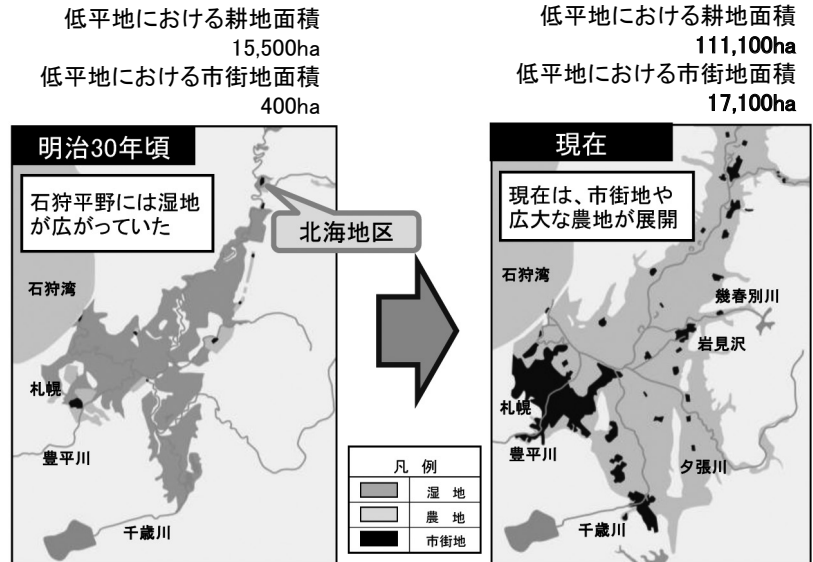 低平地における耕地面積
15,500ha
低平地における市街地面積
400ha
明治30年頃
石狩平野には湿地
が広がっていた
北海地区
石狩湾
札幌
豊平川
千歳川
凡 例
湿 地
農 地
市街地
低平地における耕地面積
111,100ha
低平地における市街地面積
17,100ha
現在
現在は、市街地や
広大な農地が展開
石狩湾
幾春別川
岩見沢
札幌
豊平川
夕張川
千歳川